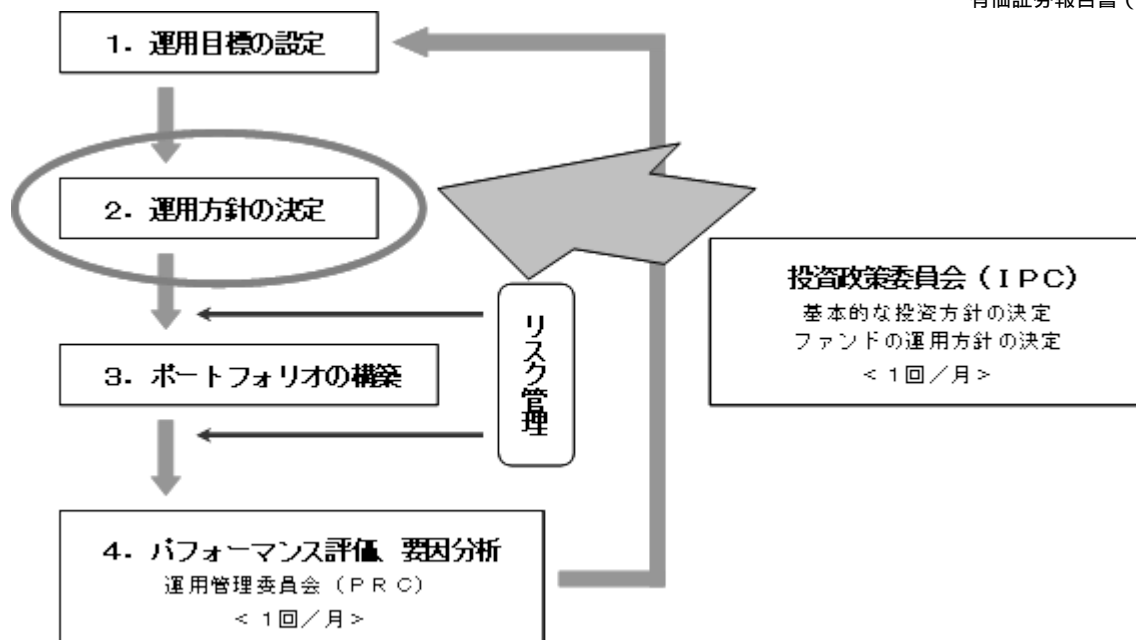 有価証券報告書（
1．運用目標の設定
2．運用方針の決定
投資政策委員会（ＩＰＣ）
基本的な投資方針の決定
ファンドの運用方針の決定
＜１回／月＞
リスク管理
3．ポートフォリオの構築
4．パフォーマンス評価、要因分析
運用管理委員会（ＰＲＣ）
＜１回／月＞